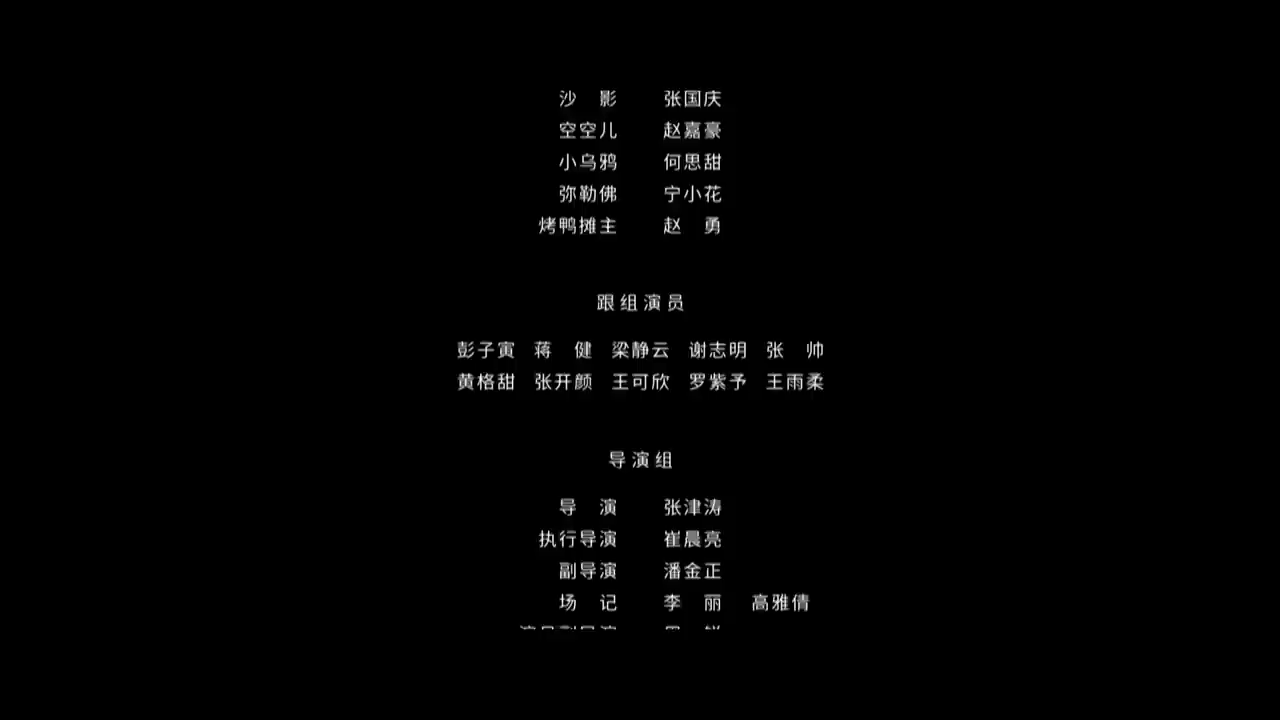 沙 影 张国庆
空空儿 赵嘉豪
小乌鸦 何思甜
弥勒佛 宁小花
烤鸭摊主 赵 勇
跟组演员
彭子寅 蒋 健 梁静云 谢志明 张 帅
黄格甜 张开颜 王可欣 罗紫予 王雨柔
导演组
导 演 张津涛
执行导演 崔晨亮
副导演 潘金正
场 记 李 丽 高雅倩